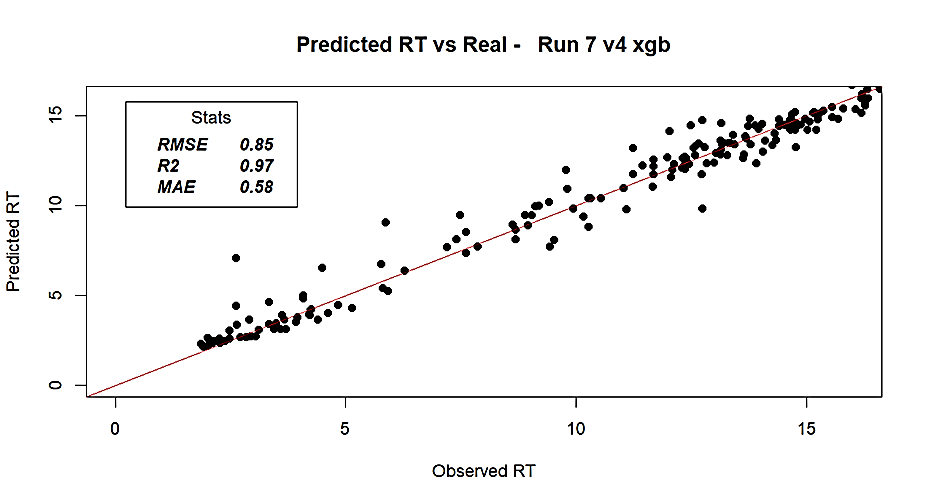 Predicted RT vs Real -   Run 7 v4 xgb
Stats
RMSE 0.85
R2 0.97
MAE 0.58
Predicted RT
15
10
5
0
0 5 10 15
Observed RT